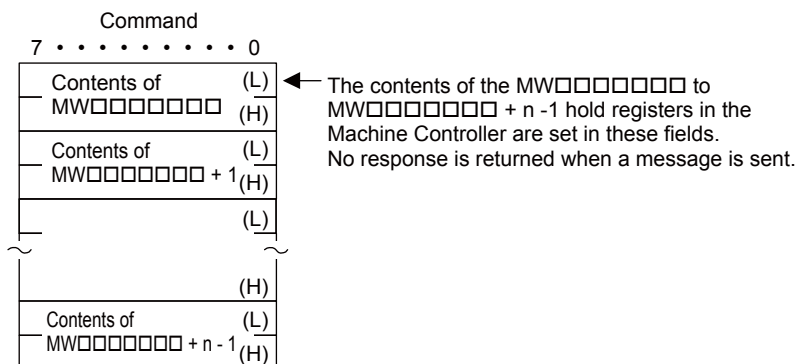 Command
7 • • • • • • • • • 0
Contents of (L)
MW□□□□□□□ (H)
Contents of (L)
MW□□□□□□□ + 1 (H)
(L)
(H)
Contents of (L)
MW□□□□□□□ + n - 1 (H)
The contents of the MW□□□□□□□ to
MW□□□□□□□ + n -1 hold registers in the
Machine Controller are set in these fields.
No response is returned when a message is sent.